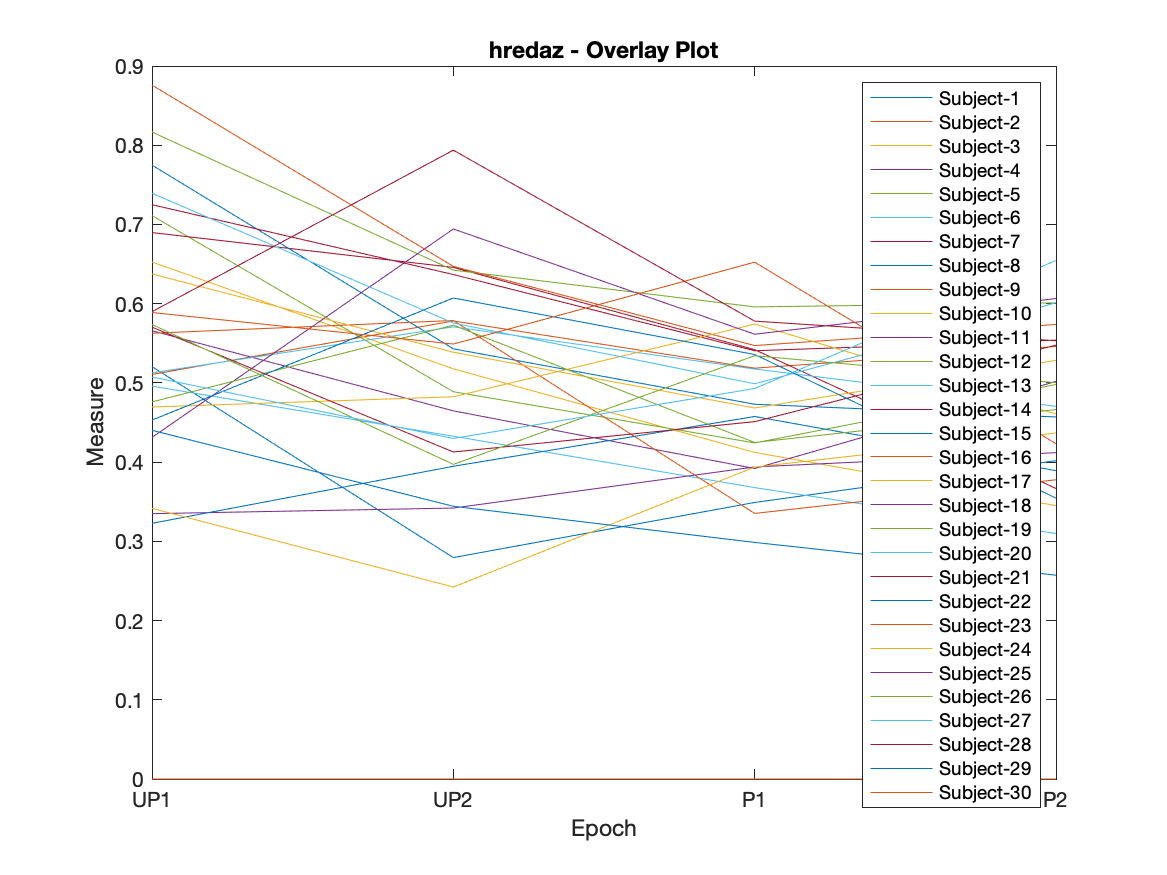 hredaz - Overlay Plot
0.9
0.8
0.7
0.6
0.5
0.4
0.3
0.2
0.1
0
Measure
UP1
UP2
P1
P2
Epoch
Subject-1
Subject-2
Subject-3
Subject-4
Subject-5
Subject-6
Subject-7
Subject-8
Subject-9
Subject-10
Subject-11
Subject-12
Subject-13
Subject-14
Subject-15
Subject-16
Subject-17
Subject-18
Subject-19
Subject-20
Subject-21
Subject-22
Subject-23
Subject-24
Subject-25
Subject-26
Subject-27
Subject-28
Subject-29
Subject-30